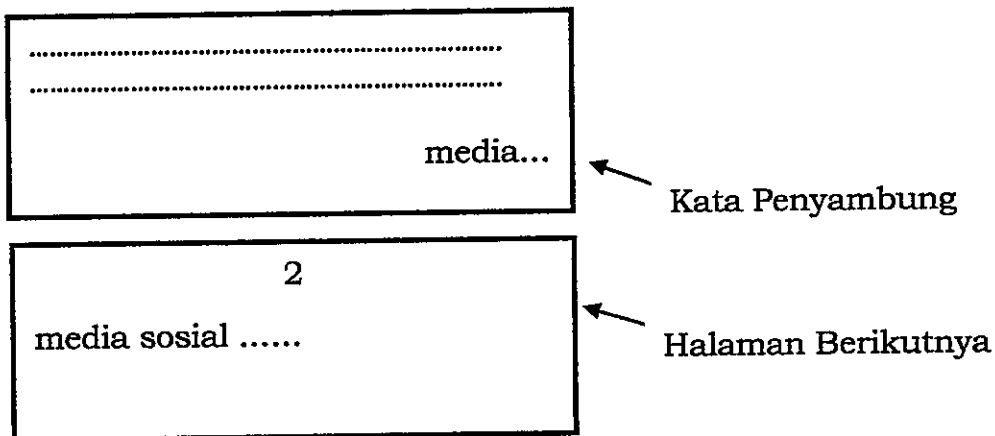 ........................................................................
........................................................................
media...
Kata Penyambung
2
media sosial ......
Halaman Berikutnya